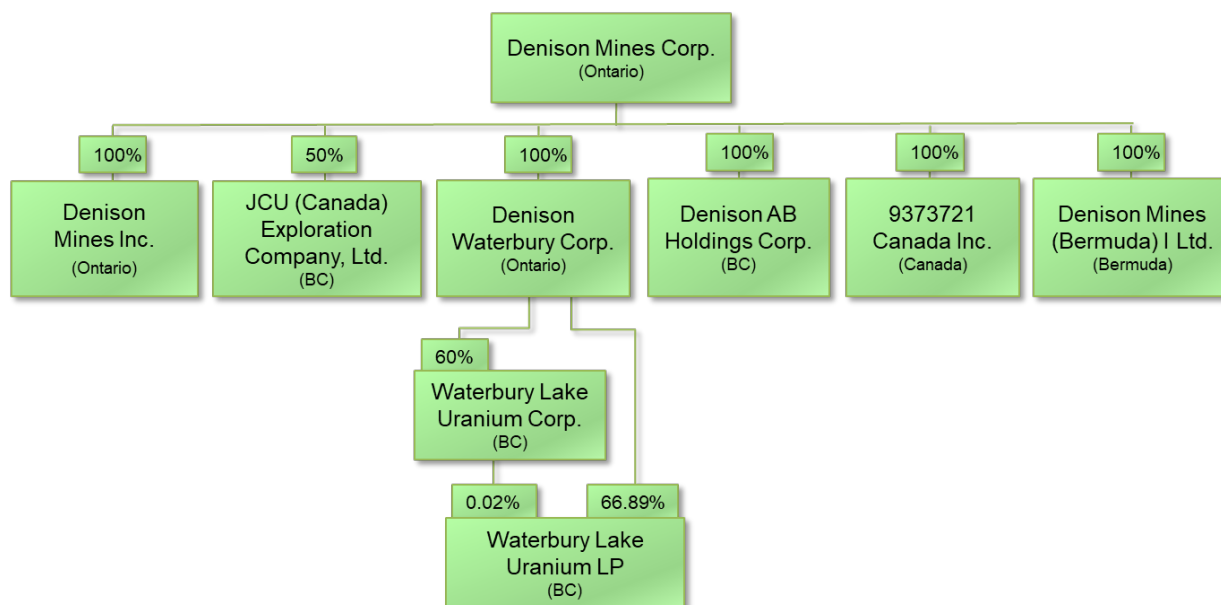 Denison Mines Corp.
(Ontario)
100%
50%
100%
100%
100%
100%
Denison
Mines Inc.
(Ontario)
JCU (Canada)
Exploration
Company, Ltd.
(BC)
Denison
Waterbury Corp.
(Ontario)
Denison AB
Holdings Corp.
(BC)
9373721
Canada Inc.
(Canada)
Denison Mines
(Bermuda) I Ltd.
(Bermuda)
60%
Waterbury Lake
Uranium Corp.
(BC)
0.02%
66.89%
Waterbury Lake
Uranium LP
(BC)